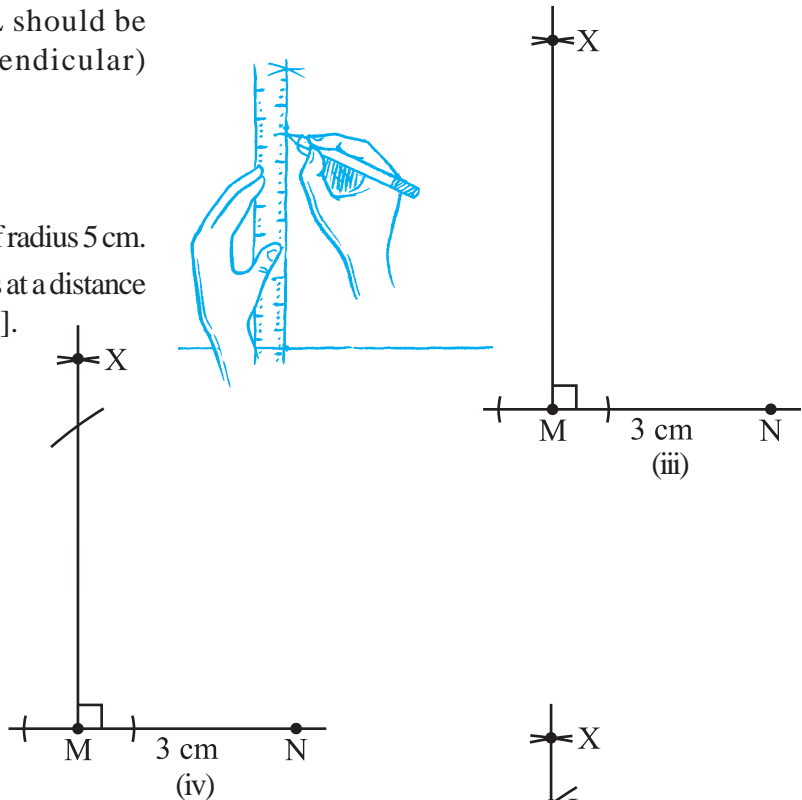 L should be
endicular)
f radius 5 cm.
s at a distance
].
X
M 3 cm N
(iii)
X
M 3 cm N
(iv)
X